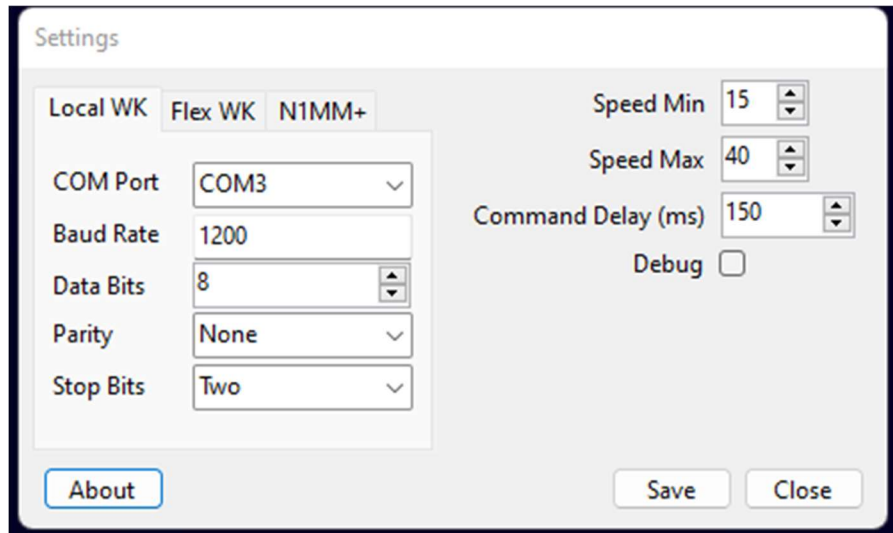 Settings
Local WK Flex WK N1MM+
COM Port COM3
Baud Rate 1200
Data Bits 8
Parity None
Stop Bits Two
Speed Min 15
Speed Max 40
Command Delay (ms) 150
Debug
About Save Close